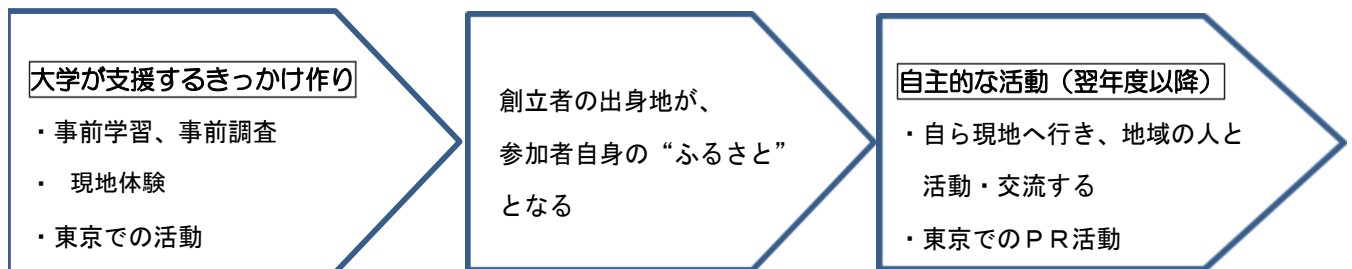 大学が支援するきっかけ作り
・事前学習、事前調査
・ 現地体験
・東京での活動
創立者の出身地が、
参加者自身の“ふるさと”
となる
自主的な活動（翌年度以降）
・自ら現地へ行き、地域の人と
活動・交流する
・東京でのＰＲ活動